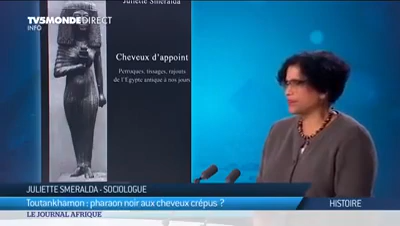 Juliette Smeralda
TV5MONDE DIRECT
INFO
Cheveux d'appoint
Perruques, tissages, rajouts
de l'Egypte antique à nos jours
JULIETTE SMERALDA - SOCIOLOGUE
Toutankhamon : pharaon noir aux cheveux crépus ?
HISTOIRE
LE JOURNAL AFRIQUE